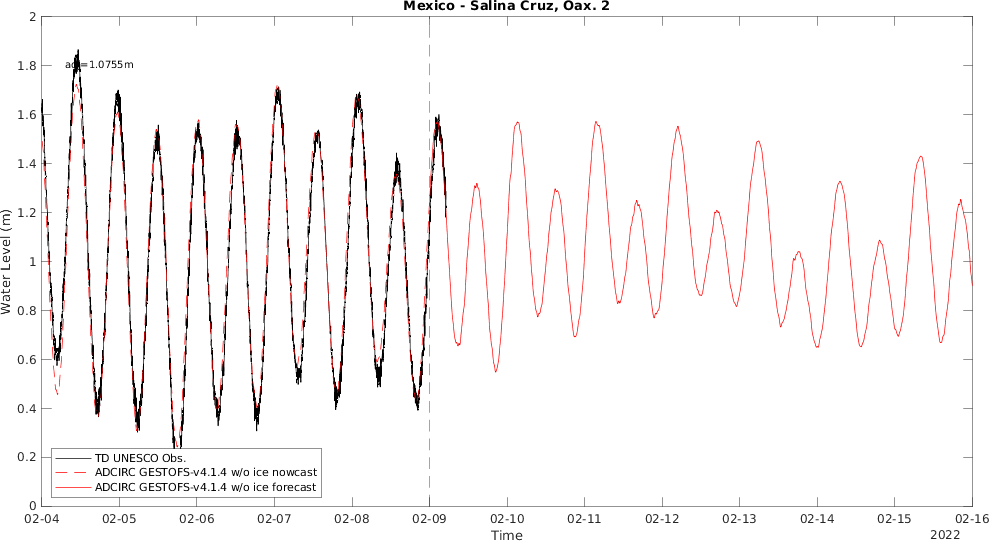 Mexico - Salina Cruz, Oax. 2
2
1.8
1.6
1.4
1.2
1
0.8
0.6
0.4
0.2
0
Water Level (m)
=1.0755m
TD UNESCO Obs.
ADCIRC GESTOFS-v4.1.4 w/o ice nowcast
ADCIRC GESTOFS-v4.1.4 w/o ice forecast
02-04 02-05 02-06 02-07 02-08 02-09 02-10 02-11 02-12 02-13 02-14 02-15 02-16
Time
2022